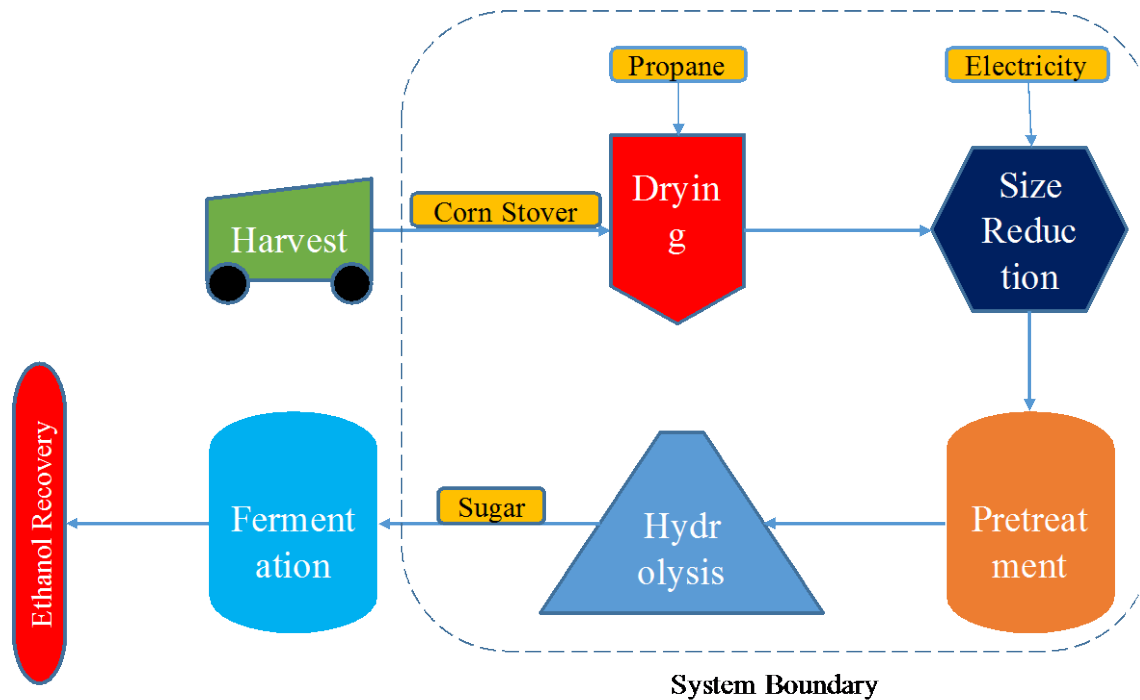 Propane
Electricity
Harvest
Corn Stover
Dryin
g
Size
Reduc
tion
Ethanol Recovery
Ferment
ation
Sugar
Hydr
olysis
Pretreat
ment
System Boundary